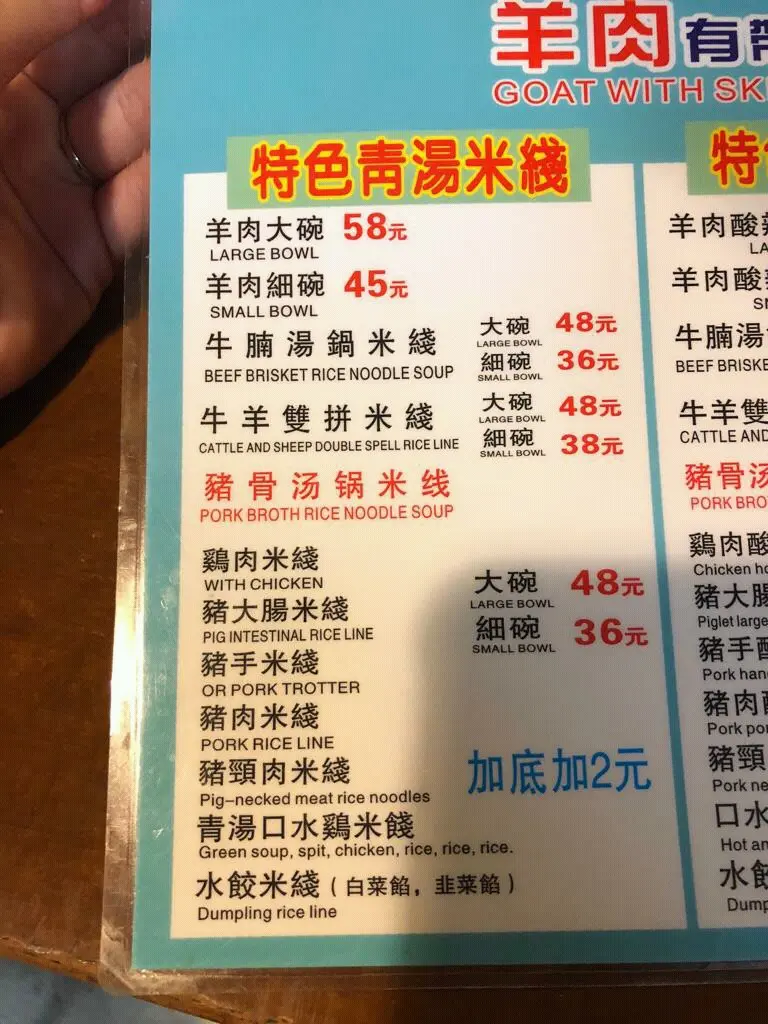 羊肉有帶
GOAT WITH SK
特色青湯米綫
羊肉大碗 58元
LARGE BOWL
羊肉細碗 45元
SMALL BOWL
牛腩湯鍋米綫 大碗 48元
LARGE BOWL
BEEF BRISKET RICE NOODLE SOUP 細碗 36元
SMALL BOWL
牛羊雙拼米綫 大碗 48元
LARGE BOWL
CATTLE AND SHEEP DOUBLE SPELL RICE LINE 細碗 38元
SMALL BOWL
豬骨汤锅米线
PORK BROTH RICE NOODLE SOUP
鷄肉米綫
WITH CHICKEN
豬大腸米綫
PIG INTESTINAL RICE LINE
豬手米綫
OR PORK TROTTER
豬肉米綫
PORK RICE LINE
豬頸肉米綫
Pig-necked meat rice noodles
青湯口水鷄米餞
Green soup, spit, chicken, rice, rice, rice.
水餃米綫（白菜餡，韭菜餡）
Dumpling rice line
大碗 48元
LARGE BOWL
細碗 36元
SMALL BOWL
加底加2元
特
羊肉酸
LA
羊肉酸
SM
牛腩湯
BEEF BRISKE
牛羊雙
CATTLE AND
豬骨汤
PORK BRO
鷄肉酸
Chicken ho
豬大腸
Piglet large
豬手酸
Pork han
豬肉酸
Pork por
豬頸
Pork ne
口水
Hot an
水餃
Dump